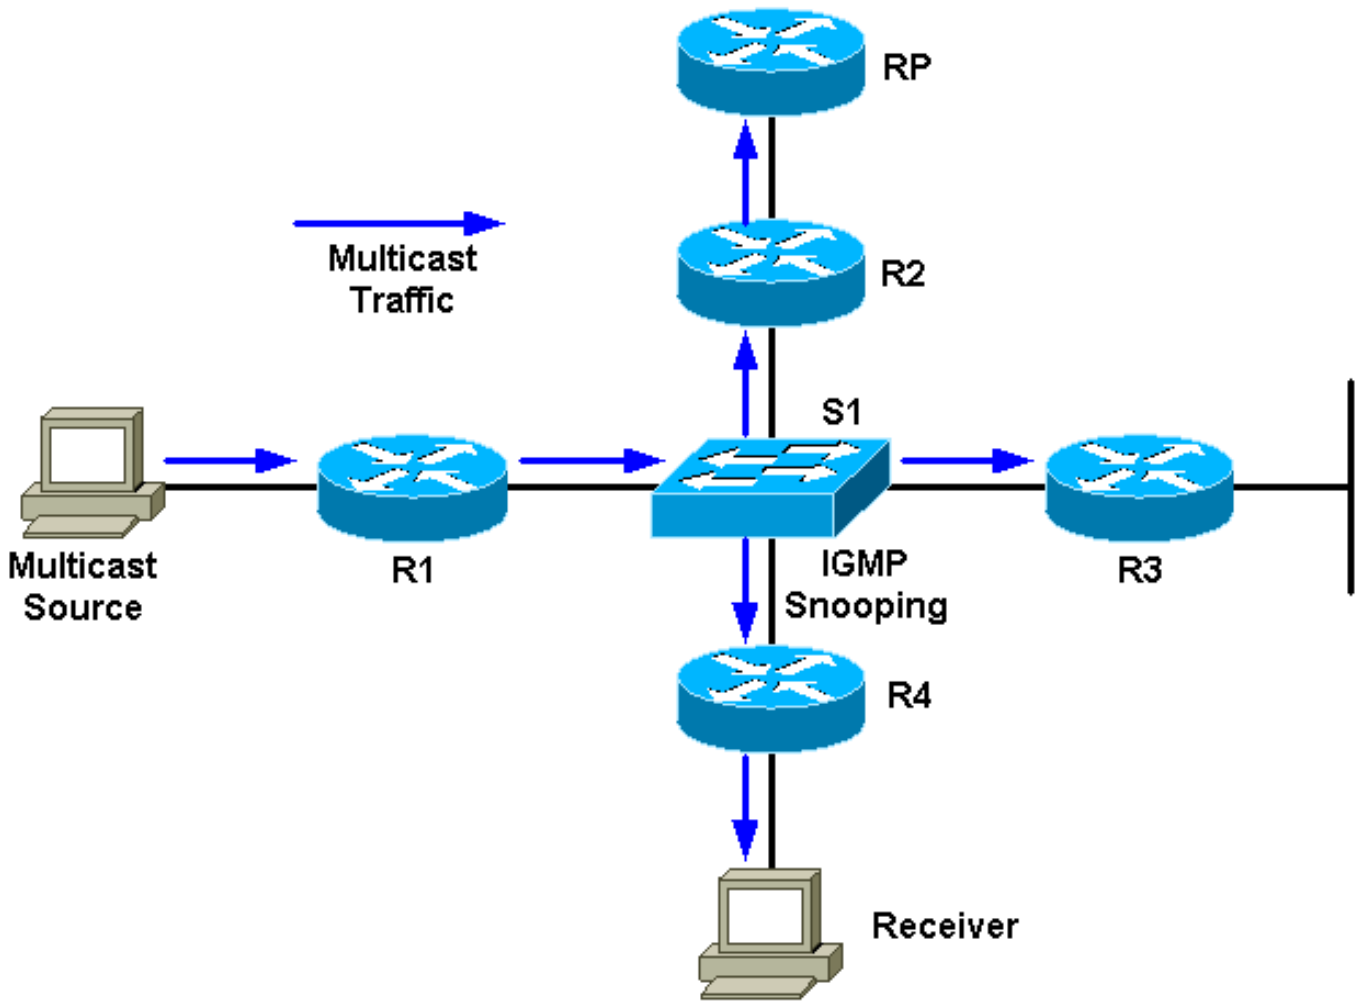 RP
Multicast
Traffic
R2
S1
Multicast
Source
R1
IGMP
Snooping
R3
R4
Receiver